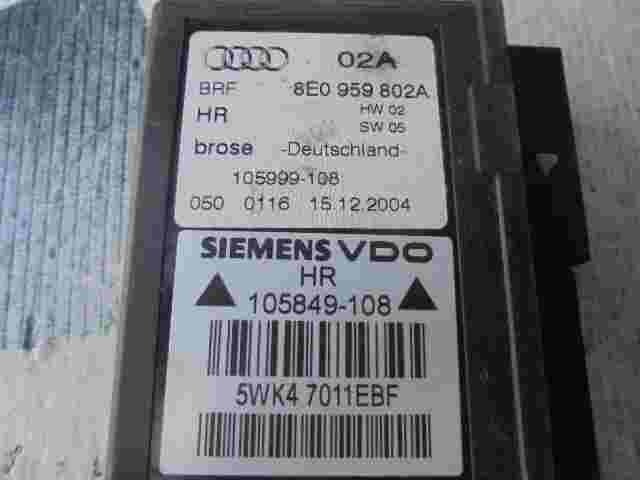 02A
BRF 8E0 959 802A
HR HW 02
SW 05
brose -Deutschland-
105999-108
050 0116 15.12.2004
SIEMENS VDO
HR
105849-108
5WK4 7011EBF